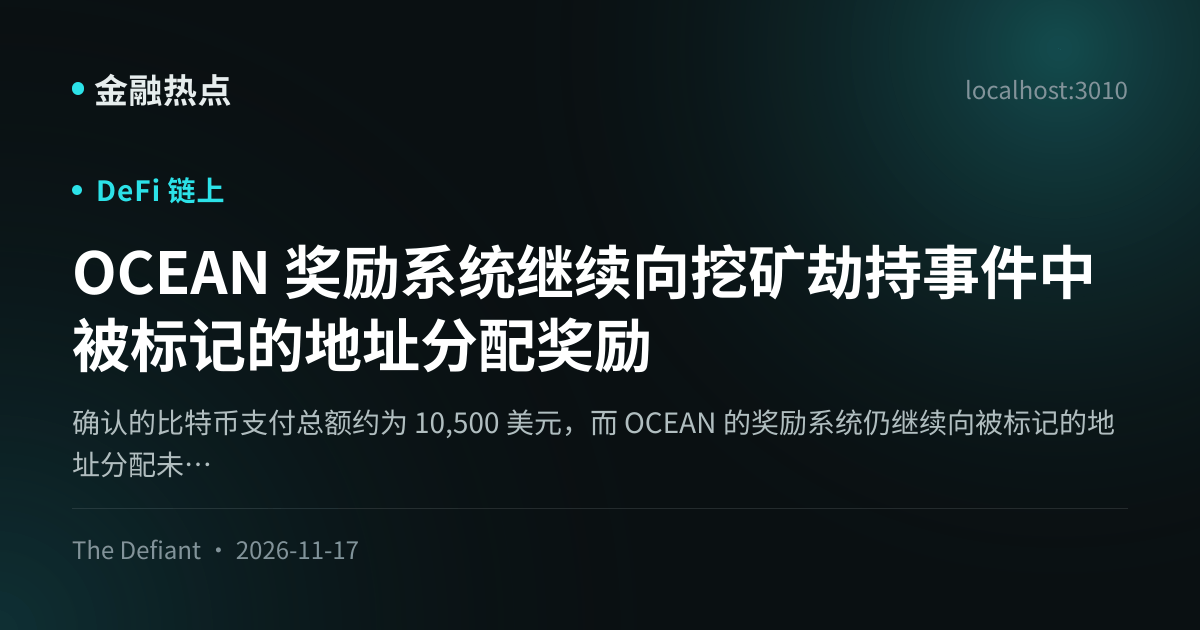 金融热点
localhost:3010
DeFi 链上
OCEAN 奖励系统继续向挖矿劫持事件中
被标记的地址分配奖励
确认的比特币支付总额约为 10,500 美元，而 OCEAN 的奖励系统仍继续向被标记的地
址分配未…
The Defiant · 2026-11-17